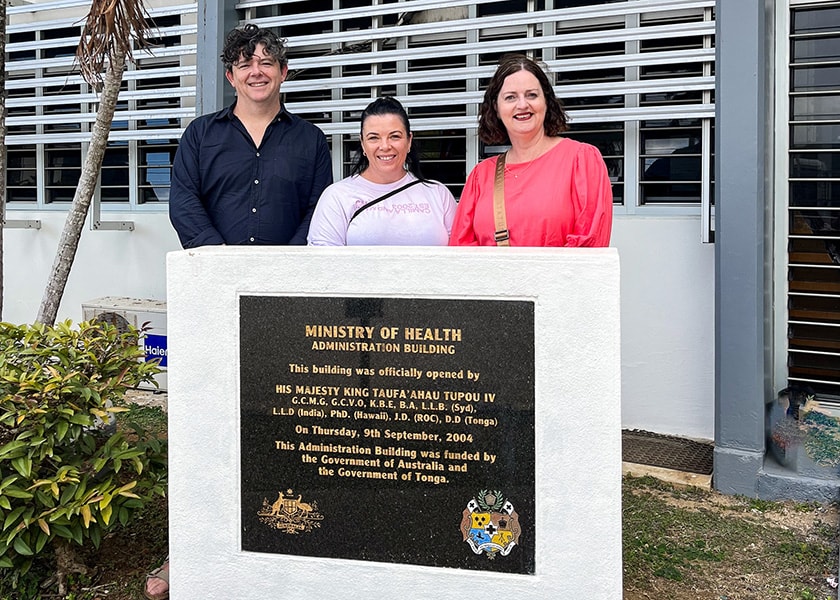 MINISTRY OF HEALTH
ADMINISTRATION BUILDING
This building was officially opened by
HIS MAJESTY KING TAUFA'AHAU TUPOU IV
G.C.M.G, G.C.V.O, K.B.E, B.A, L.L.B. (Syd),
L.L.D (India), PhD. (Hawaii), J.D. (ROC), D.D (Tonga)
On Thursday, 9th September, 2004
This Administration Building was funded by
the Government of Australia and
the Government of Tonga.
Haier